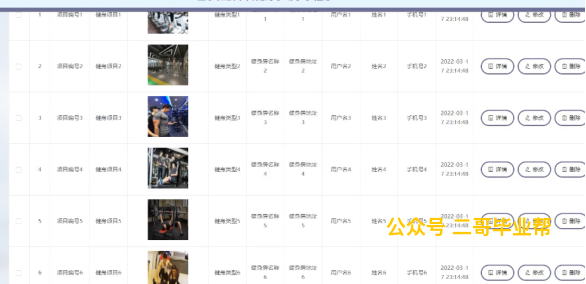 1 项目编号1 健身项目1 健身类型1 1 1 用户名1 姓名1 手机号1 7 23:14:48 详情 修改 删除
2 项目编号2 健身项目2 健身类型2 健身房名称2 健身房地址2 用户名2 姓名2 手机号2 2022-03-17 23:14:48 详情 修改 删除
3 项目编号3 健身项目3 健身类型3 健身房名称3 健身房地址3 用户名3 姓名3 手机号3 2022-03-17 23:14:48 详情 修改 删除
4 项目编号4 健身项目4 健身类型4 健身房名称4 健身房地址4 用户名4 姓名4 手机号4 2022-03-17 23:14:48 详情 修改 删除
5 项目编号5 健身项目5 健身类型5 健身房名称5 健身房地址5 用户名5 姓名5 手机号5 2022-03-17 23:14:48 详情 修改 删除
公众号 二哥毕业帮
6 项目编号6 健身项目6 健身类型6 健身房名称6 健身房地址6 用户名6 姓名6 手机号6 2022-03-17 23:14:48 详情 修改 删除